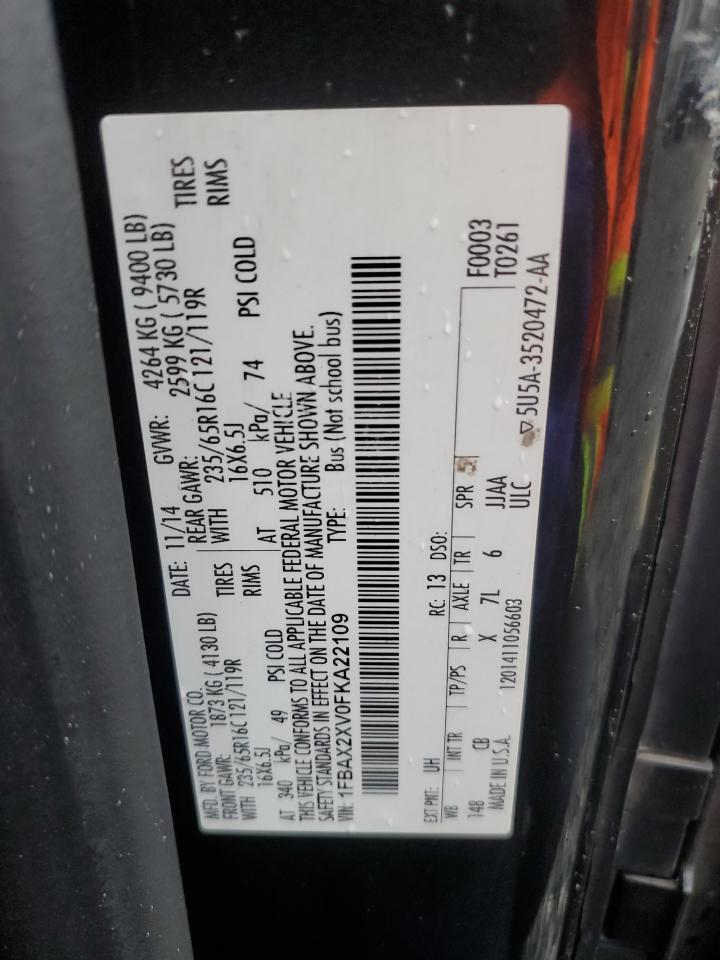 MFD. BY FORD MOTOR CO.
DATE: 11/14 GVWR: 4264 KG ( 9400 LB)
FRONT GAWR: 1873 KG ( 4130 LB) REAR GAWR: 2599 KG ( 5730 LB)
WITH 235/65R16C 121/119R TIRES WITH 235/65R16C 121/119R TIRES
16X6.5J RIMS 16X6.5J RIMS
AT 340 kPa/ 49 PSI COLD AT 510 kPa/ 74 PSI COLD
THIS VEHICLE CONFORMS TO ALL APPLICABLE FEDERAL MOTOR VEHICLE
SAFETY STANDARDS IN EFFECT ON THE DATE OF MANUFACTURE SHOWN ABOVE.
VIN: 1FBAX2XV0FKA22109 TYPE: Bus (Not school bus)
EXT PNT: UH RC: 13 DSO:
WB INT TR TP/PS R AXLE TR SPR F0003
148 CB X 7L 6 JJAA T0261
MADE IN U.S.A. 1201411056603 ULC
▽5U5A-3520472-AA